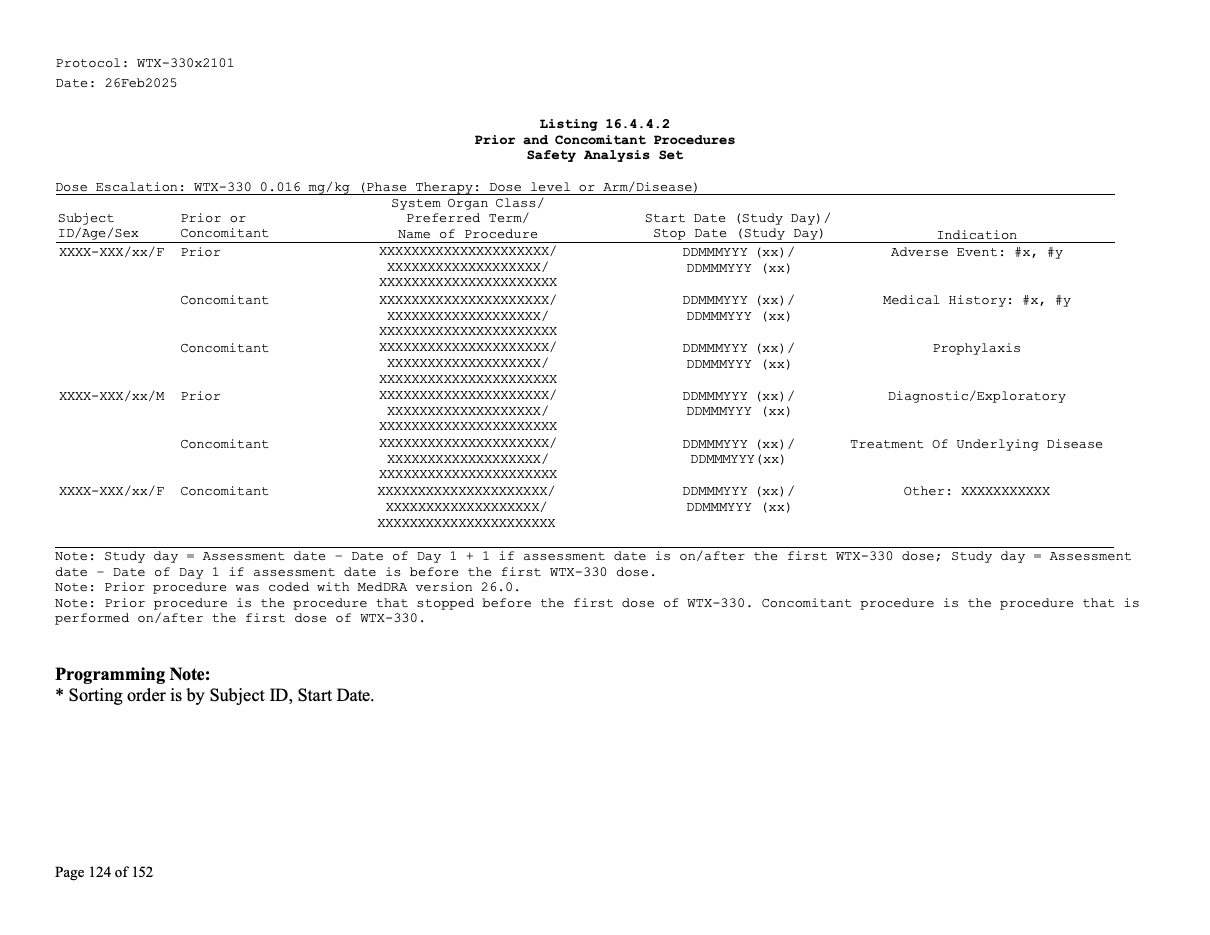 Protocol: WTX-330x2101
Date: 26Feb2025
Listing 16.4.4.2
Prior and Concomitant Procedures
Safety Analysis Set
Dose Escalation: WTX-330 0.016 mg/kg (Phase Therapy: Dose level or Arm/Disease)
System Organ Class/
Subject Prior or Preferred Term/ Start Date (Study Day)/
ID/Age/Sex Concomitant Name of Procedure Stop Date (Study Day) Indication
XXXX-XXX/xx/F Prior XXXXXXXXXXXXXXXXXXXXX/ DDMMMYYY (xx)/ Adverse Event: #x, #y
XXXXXXXXXXXXXXXXXXX/ DDMMMYYY (xx)
XXXXXXXXXXXXXXXXXXXXXX
Concomitant XXXXXXXXXXXXXXXXXXXXX/ DDMMMYYY (xx)/ Medical History: #x, #y
XXXXXXXXXXXXXXXXXXX/ DDMMMYYY (xx)
XXXXXXXXXXXXXXXXXXXXXX
Concomitant XXXXXXXXXXXXXXXXXXXXX/ DDMMMYYY (xx)/ Prophylaxis
XXXXXXXXXXXXXXXXXXX/ DDMMMYYY (xx)
XXXXXXXXXXXXXXXXXXXXXX
XXXX-XXX/xx/M Prior XXXXXXXXXXXXXXXXXXXXX/ DDMMMYYY (xx)/ Diagnostic/Exploratory
XXXXXXXXXXXXXXXXXXX/ DDMMMYYY (xx)
XXXXXXXXXXXXXXXXXXXXXX
Concomitant XXXXXXXXXXXXXXXXXXXXX/ DDMMMYYY (xx)/ Treatment Of Underlying Disease
XXXXXXXXXXXXXXXXXXX/ DDMMMYYY(xx)
XXXXXXXXXXXXXXXXXXXXXX
XXXX-XXX/xx/F Concomitant XXXXXXXXXXXXXXXXXXXXX/ DDMMMYYY (xx)/ Other: XXXXXXXXXXX
XXXXXXXXXXXXXXXXXXX/ DDMMMYYY (xx)
XXXXXXXXXXXXXXXXXXXXXX
Note: Study day = Assessment date – Date of Day 1 + 1 if assessment date is on/after the first WTX-330 dose; Study day = Assessment
date – Date of Day 1 if assessment date is before the first WTX-330 dose.
Note: Prior procedure was coded with MedDRA version 26.0.
Note: Prior procedure is the procedure that stopped before the first dose of WTX-330. Concomitant procedure is the procedure that is
performed on/after the first dose of WTX-330.
Programming Note:
* Sorting order is by Subject ID, Start Date.
Page 124 of 152